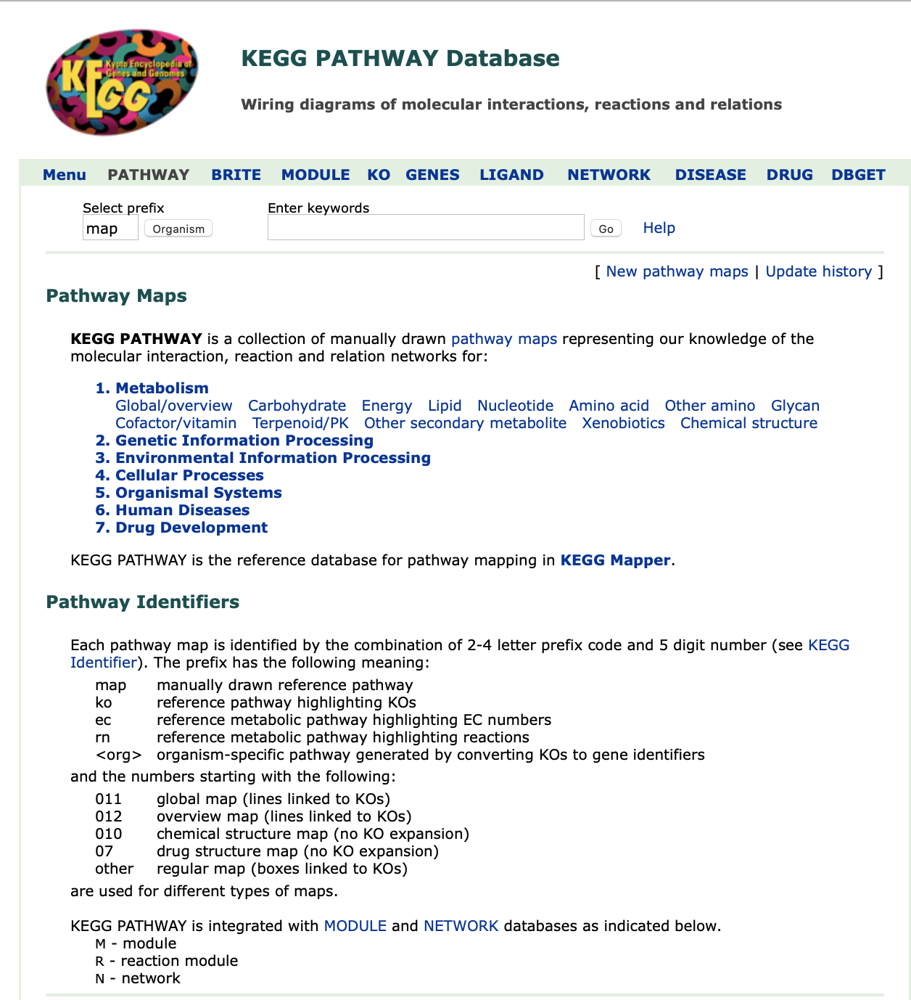 KEGG
Kyoto Encyclopedia of
Genes and Genomes
KEGG PATHWAY Database
Wiring diagrams of molecular interactions, reactions and relations
Menu PATHWAY BRITE MODULE KO GENES LIGAND NETWORK DISEASE DRUG DBGET
Select prefix Enter keywords
map Organism Go Help
[ New pathway maps | Update history ]
Pathway Maps
KEGG PATHWAY is a collection of manually drawn pathway maps representing our knowledge of the
molecular interaction, reaction and relation networks for:
1. Metabolism
Global/overview Carbohydrate Energy Lipid Nucleotide Amino acid Other amino Glycan
Cofactor/vitamin Terpenoid/PK Other secondary metabolite Xenobiotics Chemical structure
2. Genetic Information Processing
3. Environmental Information Processing
4. Cellular Processes
5. Organismal Systems
6. Human Diseases
7. Drug Development
KEGG PATHWAY is the reference database for pathway mapping in KEGG Mapper.
Pathway Identifiers
Each pathway map is identified by the combination of 2-4 letter prefix code and 5 digit number (see KEGG
Identifier). The prefix has the following meaning:
map manually drawn reference pathway
ko reference pathway highlighting KOs
ec reference metabolic pathway highlighting EC numbers
rn reference metabolic pathway highlighting reactions
<org> organism-specific pathway generated by converting KOs to gene identifiers
and the numbers starting with the following:
011 global map (lines linked to KOs)
012 overview map (lines linked to KOs)
010 chemical structure map (no KO expansion)
07 drug structure map (no KO expansion)
other regular map (boxes linked to KOs)
are used for different types of maps.
KEGG PATHWAY is integrated with MODULE and NETWORK databases as indicated below.
M - module
R - reaction module
N - network